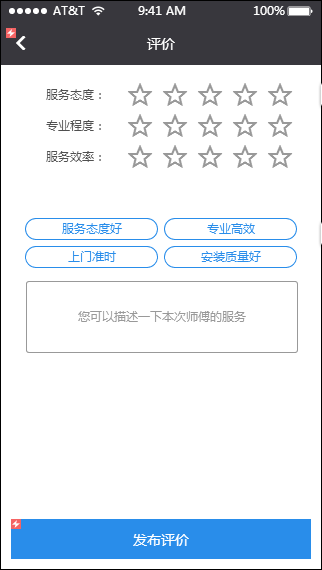 AT&T 9:41 AM 100%
评价
服务态度：
专业程度：
服务效率：
服务态度好 专业高效
上门准时 安装质量好
您可以描述一下本次师傅的服务
发布评价